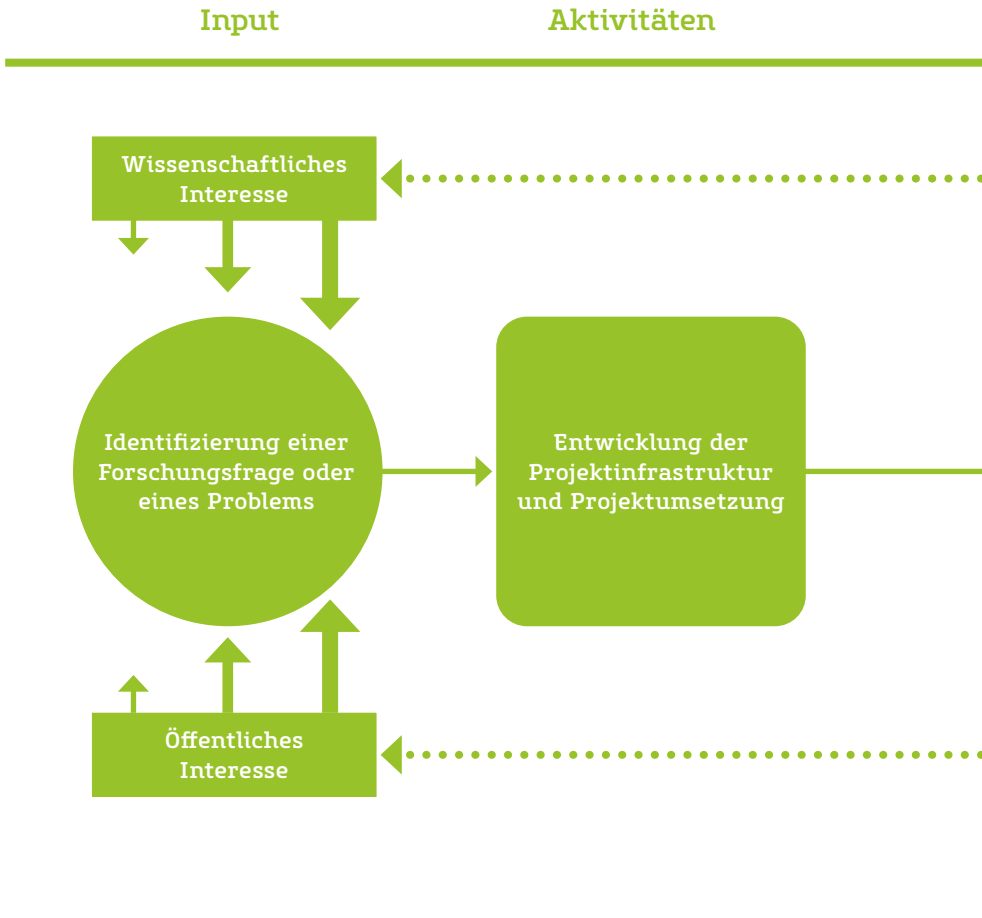 Input
Aktivitäten
Wissenschaftliches
Interesse
Identifizierung einer
Forschungsfrage oder
eines Problems
Entwicklung der
Projektinfrastruktur
und Projektumsetzung
Öffentliches
Interesse